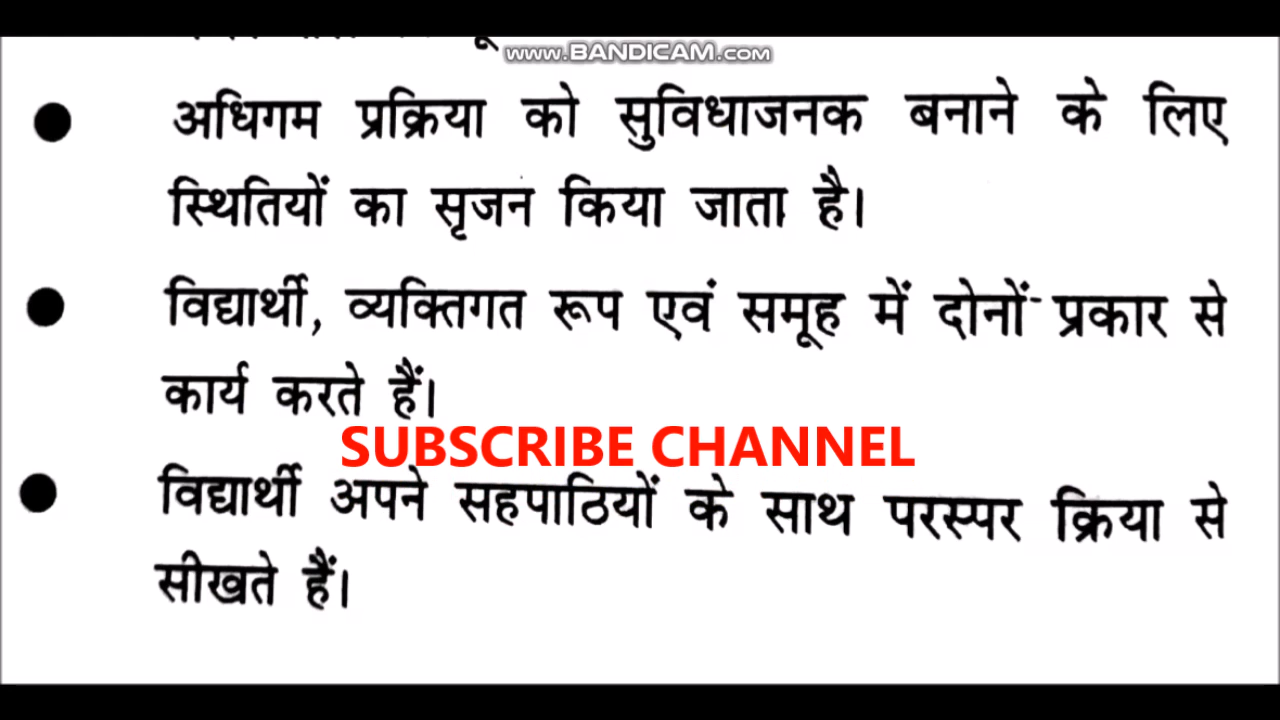 www.BANDICAM.com
अधिगम प्रक्रिया को सुविधाजनक बनाने के लिए
स्थितियों का सृजन किया जाता है।
विद्यार्थी, व्यक्तिगत रूप एवं समूह में दोनों प्रकार से
कार्य करते हैं।
SUBSCRIBE CHANNEL
विद्यार्थी अपने सहपाठियों के साथ परस्पर क्रिया से
सीखते हैं।